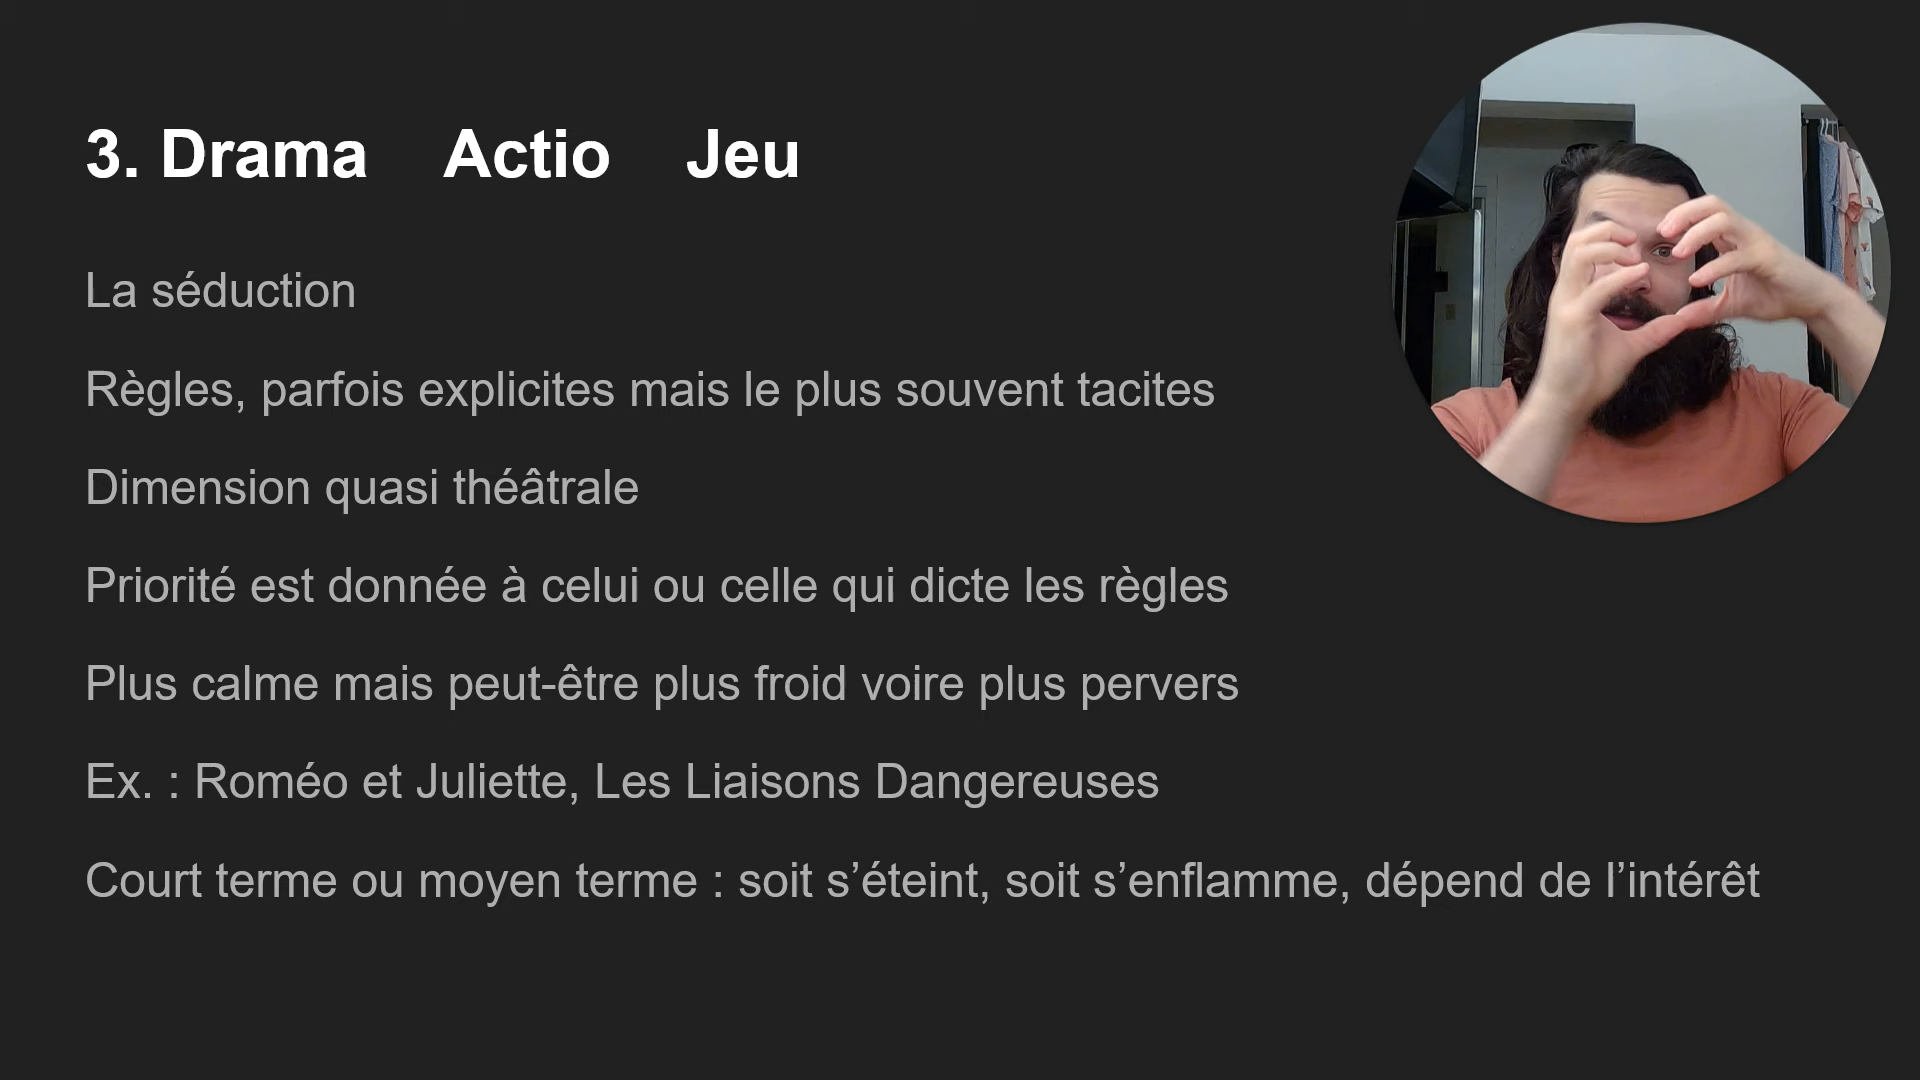 3. Drama Actio Jeu
La séduction
Règles, parfois explicites mais le plus souvent tacites
Dimension quasi théâtrale
Priorité est donnée à celui ou celle qui dicte les règles
Plus calme mais peut-être plus froid voire plus pervers
Ex. : Roméo et Juliette, Les Liaisons Dangereuses
Court terme ou moyen terme : soit s’éteint, soit s’enflamme, dépend de l’intérêt